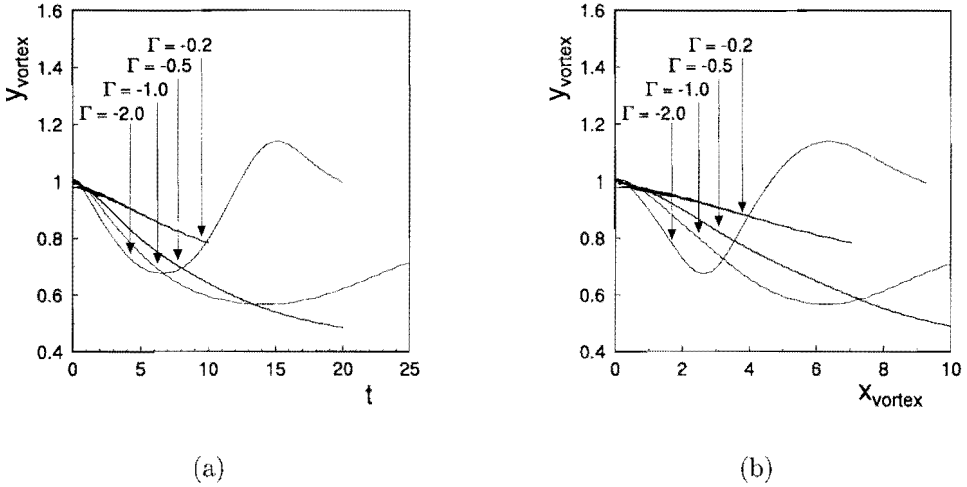 1.6
1.4
1.2
1
0.8
0.6
0.4
y_vortex
Γ = -0.2
Γ = -0.5
Γ = -1.0
Γ = -2.0
0 5 10 15 20 25
t
(a)
1.6
1.4
1.2
1
0.8
0.6
0.4
y_vortex
Γ = -0.2
Γ = -0.5
Γ = -1.0
Γ = -2.0
0 2 4 6 8 10
x_vortex
(b)